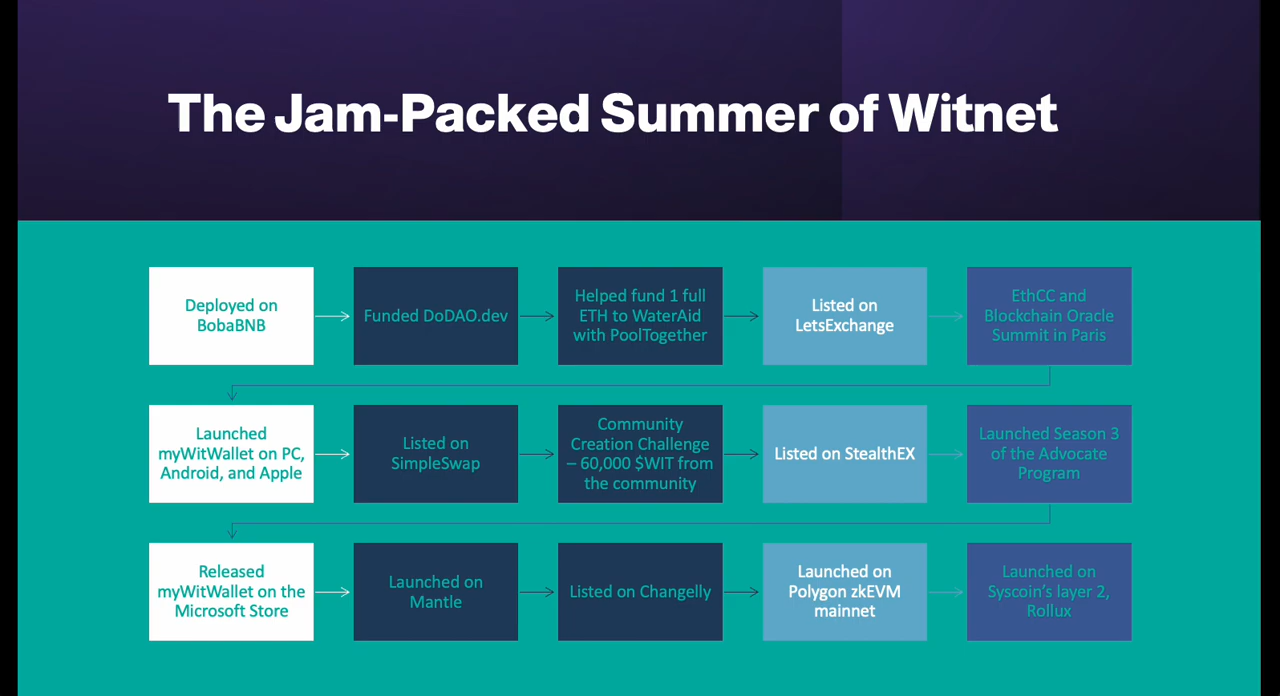 The Jam-Packed Summer of Witnet
Deployed on
BobaBNB
Funded DoDAO.dev
Helped fund 1 full
ETH to WaterAid
with PoolTogether
Listed on
LetsExchange
EthCC and
Blockchain Oracle
Summit in Paris
Launched
myWitWallet on PC,
Android, and Apple
Listed on
SimpleSwap
Community
Creation Challenge
– 60,000 $WIT from
the community
Listed on StealthEX
Launched Season 3
of the Advocate
Program
Released
myWitWallet on the
Microsoft Store
Launched on
Mantle
Listed on Changelly
Launched on
Polygon zkEVM
mainnet
Launched on
Syscoin’s layer 2,
Rollux